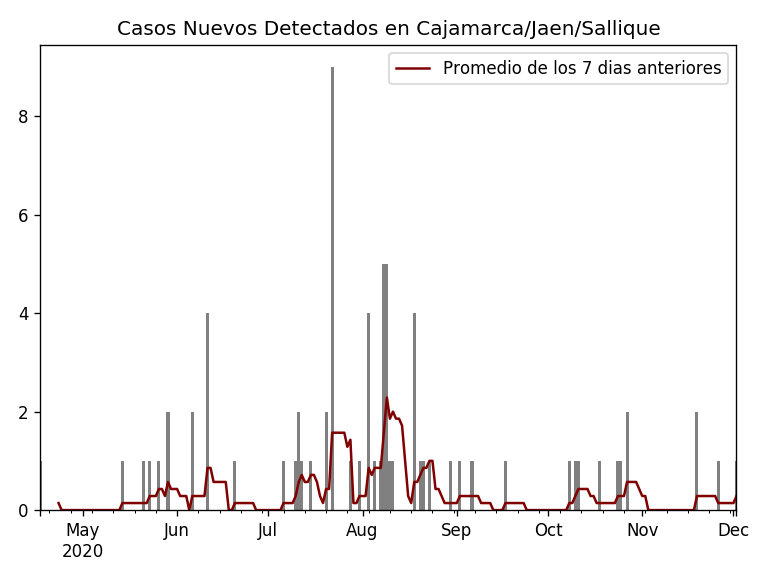 Casos Nuevos Detectados en Cajamarca/Jaen/Sallique
Promedio de los 7 dias anteriores
8
6
4
2
0
May Jun Jul Aug Sep Oct Nov Dec
2020